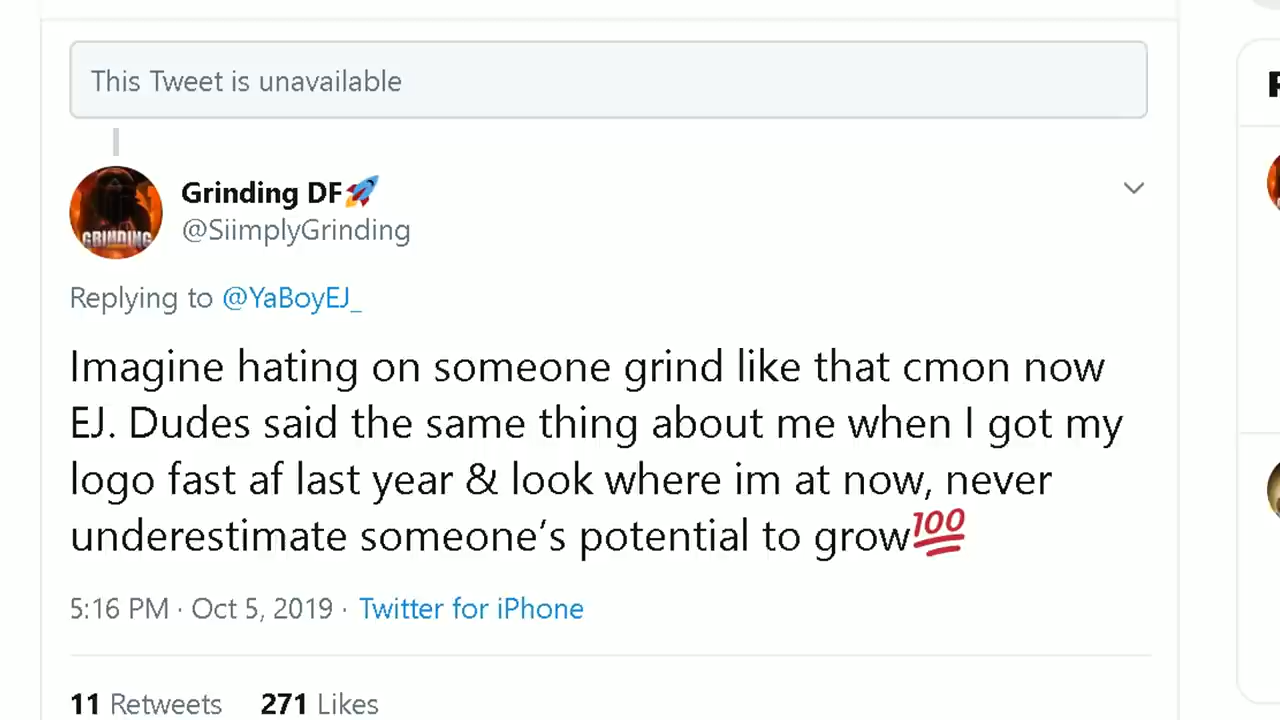 This Tweet is unavailable
Grinding DF🚀
@SiimplyGrinding
GRINDING
Replying to @YaBoyEJ_
Imagine hating on someone grind like that cmon now
EJ. Dudes said the same thing about me when I got my
logo fast af last year & look where im at now, never
underestimate someone’s potential to grow💯
5:16 PM · Oct 5, 2019 · Twitter for iPhone
11 Retweets 271 Likes